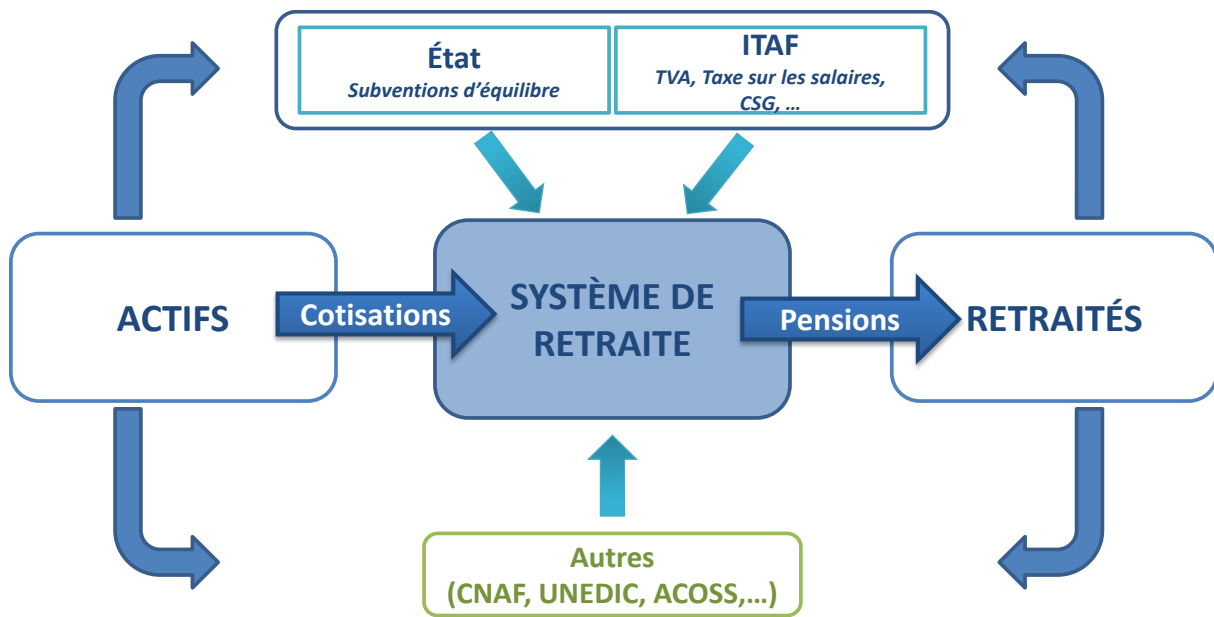 État
Subventions d’équilibre
ITAF
TVA, Taxe sur les salaires,
CSG, ...
ACTIFS
Cotisations
SYSTÈME DE
RETRAITE
Pensions
RETRAITÉS
Autres
(CNAF, UNEDIC, ACOSS,...)